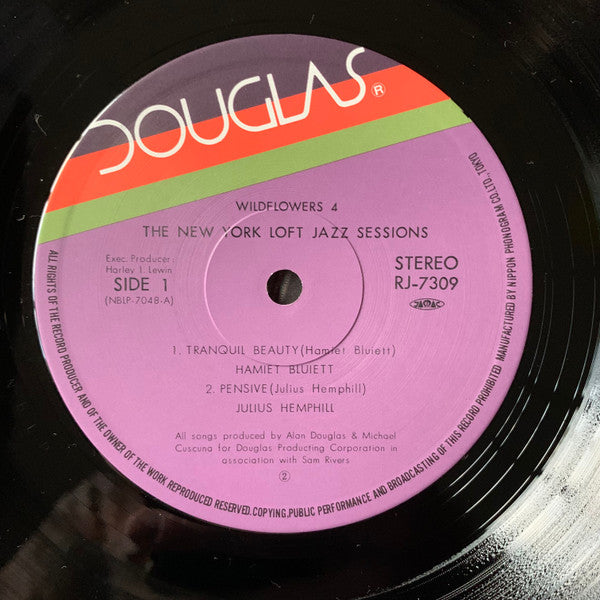 DOUGLAS®
WILDFLOWERS 4
THE NEW YORK LOFT JAZZ SESSIONS
Exec. Producer:
Harley I. Lewin
SIDE 1
(NBLP-7048-A)
STEREO
RJ-7309
JASRAC
1. TRANQUIL BEAUTY (Hamiet Bluiett)
HAMIET BLUIETT
2. PENSIVE (Julius Hemphill)
JULIUS HEMPHILL
All songs produced by Alan Douglas & Michael
Cuscuna for Douglas Producting Corporation in
association with Sam Rivers
②
ALL RIGHTS OF THE RECORD PRODUCER AND OF THE OWNER OF THE WORK REPRODUCED RESERVED. COPYING, PUBLIC PERFORMANCE AND BROADCASTING OF THIS RECORD PROHIBITED MANUFACTURED BY NIPPON PHONOGRAM CO., LTD., TOKYO